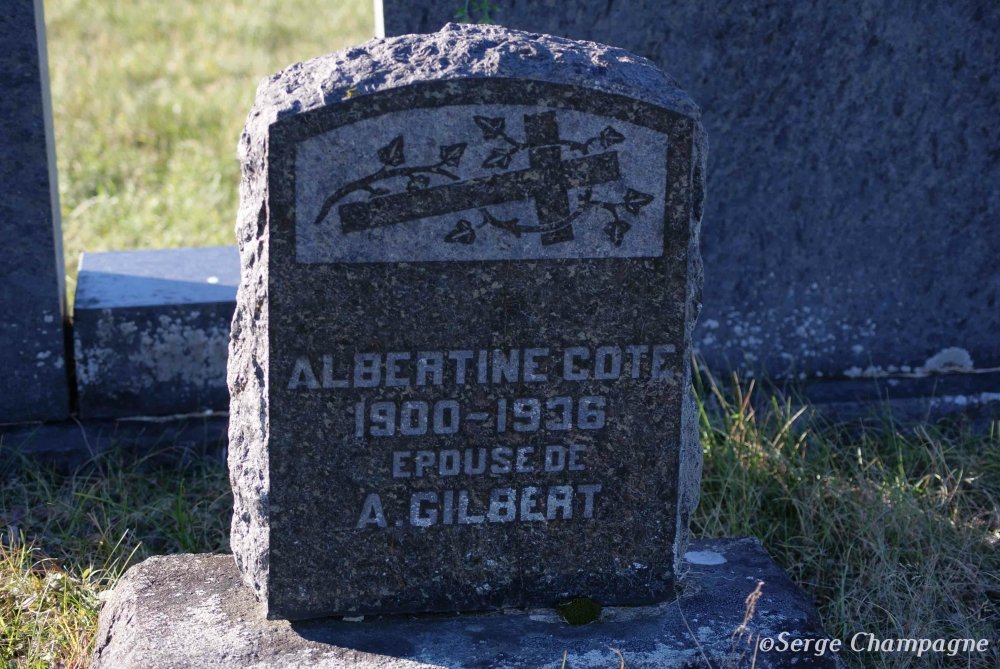 ALBERTINE COTE
1900-1936
EPOUSE DE
A. GILBERT
©Serge Champagne